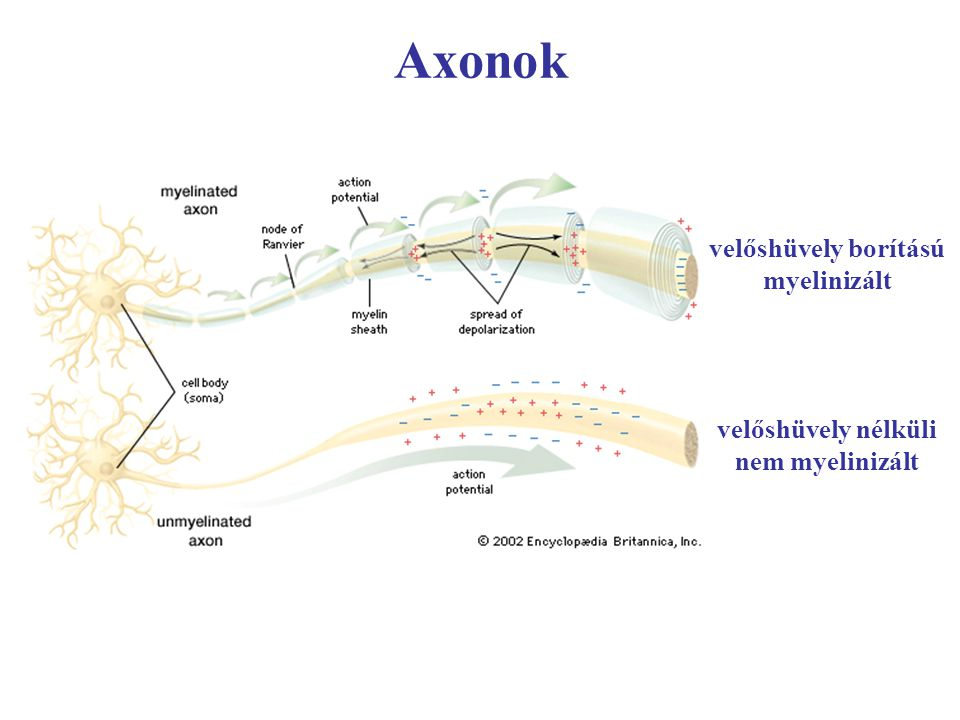 Axonok
myelinated
axon
action
potential
node of
Ranvier
myelin
sheath
spread of
depolarization
velőshüvely borítású
myelinizált
cell body
(soma)
velőshüvely nélküli
nem myelinizált
action
potential
unmyelinated
axon
© 2002 Encyclopædia Britannica, Inc.